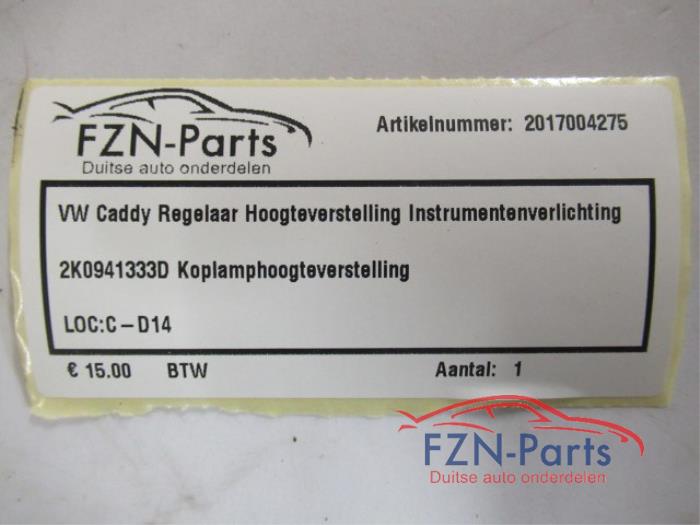 FZN-Parts
Duitse auto onderdelen
Artikelnummer: 2017004275
VW Caddy Regelaar Hoogteverstelling Instrumentenverlichting
2K0941333D Koplamphoogteverstelling
LOC:C-D14
€ 15.00 BTW Aantal: 1
FZN-Parts
Duitse auto onderdelen